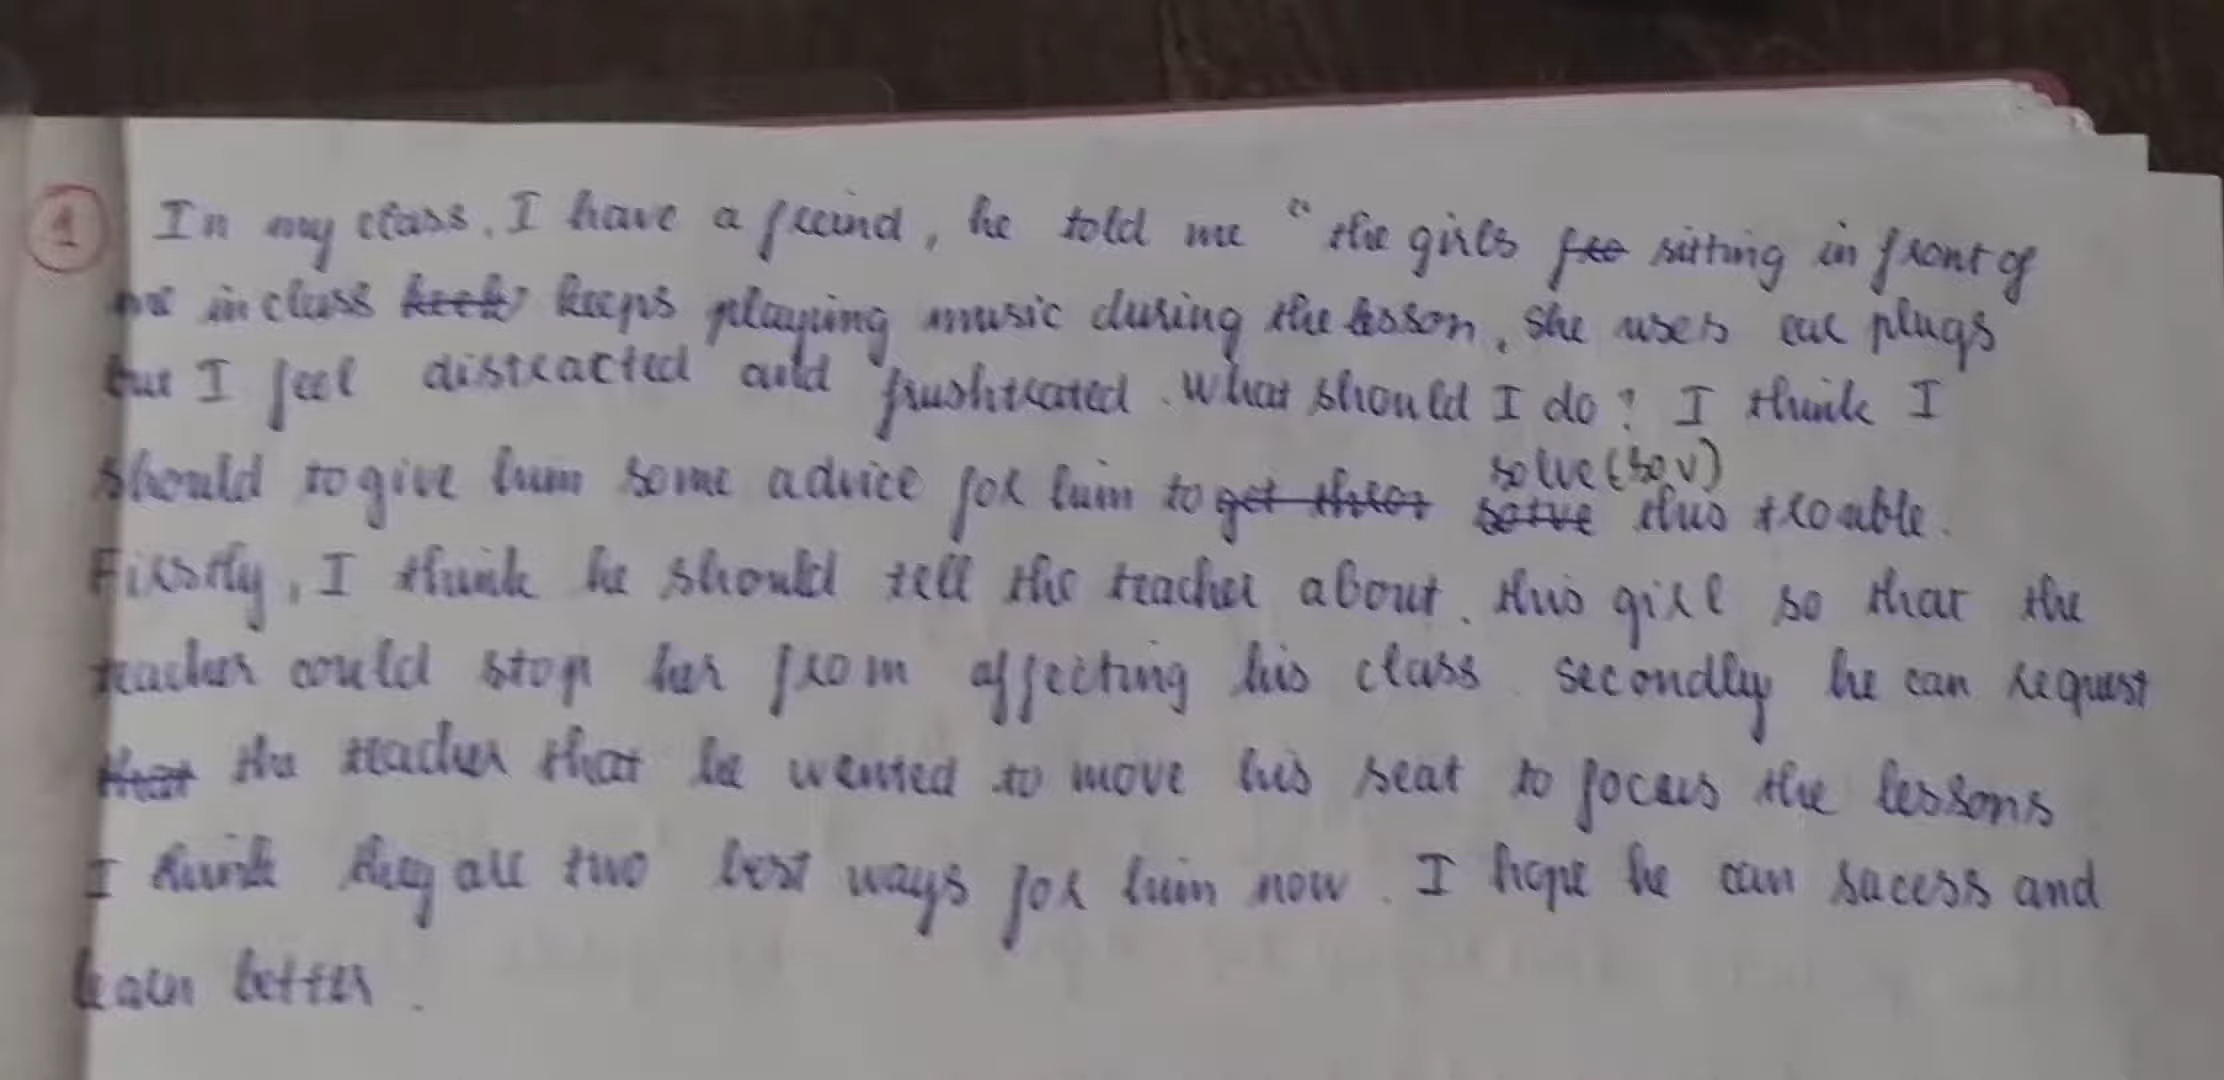 1 In my class, I have a freind, he told me "the girls sitting in front of
me in class keeps playing music during the lesson, she uses ear plugs
but I feel distracted and frushtrated. What should I do? I think I
should to give him some advice for him to solve (sov) this trouble.
Firstly, I think he should tell the teacher about, this girl so that the
teacher could stop her from affecting his class. secondly he can request
that the teacher that he wanted to move his seat to focus the lessons
I think they are two best ways for him now. I hope he can sucess and
learn better.